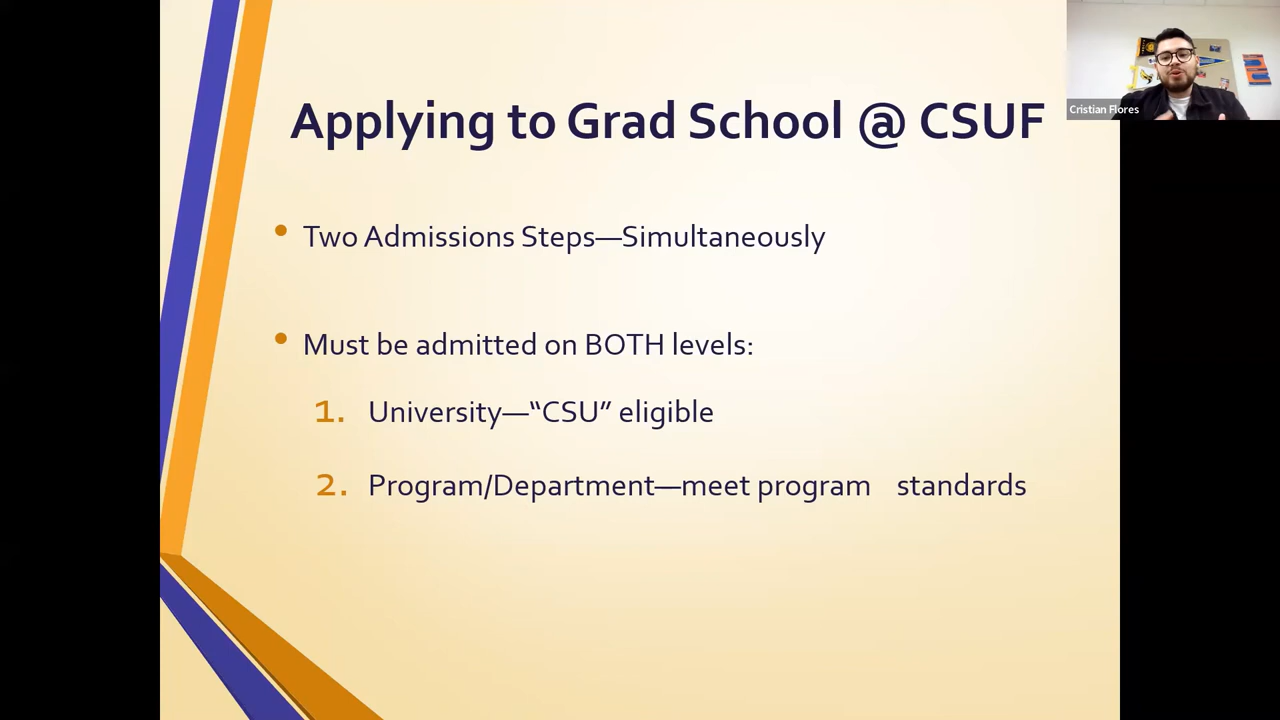 Applying to Grad School @ CSUF
Cristian Flores
• Two Admissions Steps—Simultaneously
• Must be admitted on BOTH levels:
1. University—“CSU” eligible
2. Program/Department—meet program standards